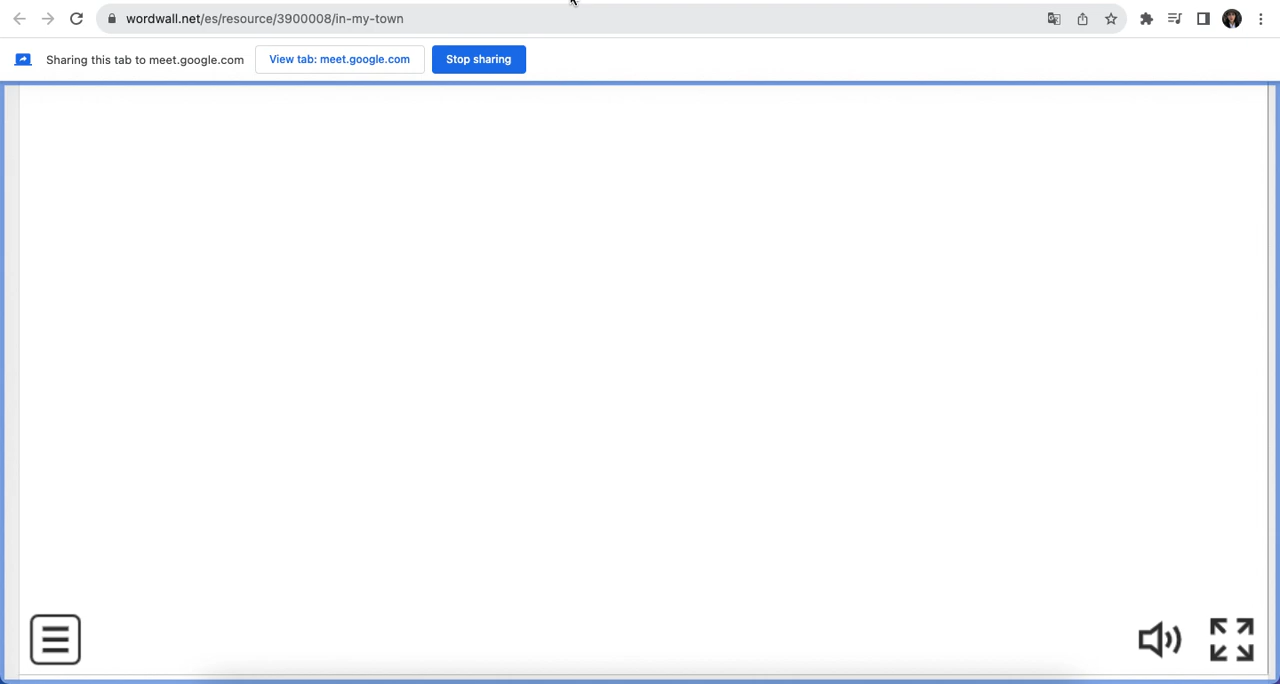 wordwall.net/es/resource/3900008/in-my-town
Sharing this tab to meet.google.com
View tab: meet.google.com
Stop sharing